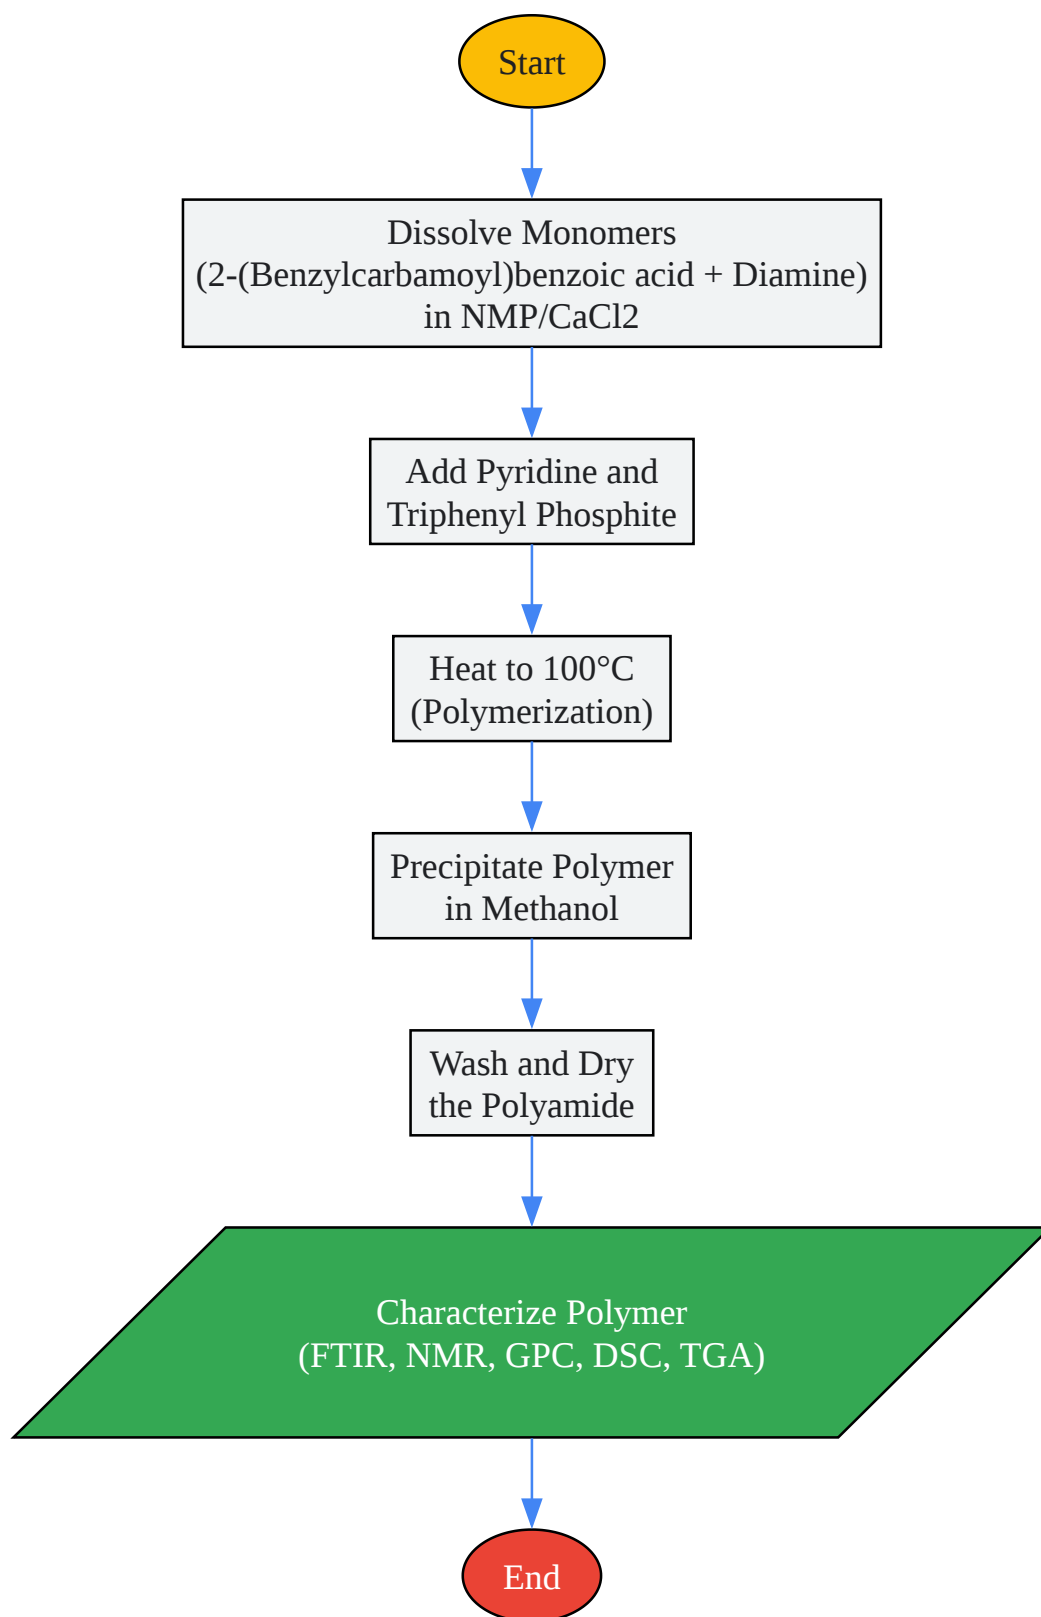 Start
Dissolve Monomers
(2-(Benzylcarbamoyl)benzoic acid + Diamine)
in NMP/CaCl2
Add Pyridine and
Triphenyl Phosphite
Heat to 100°C
(Polymerization)
Precipitate Polymer
in Methanol
Wash and Dry
the Polyamide
Characterize Polymer
(FTIR, NMR, GPC, DSC, TGA)
End